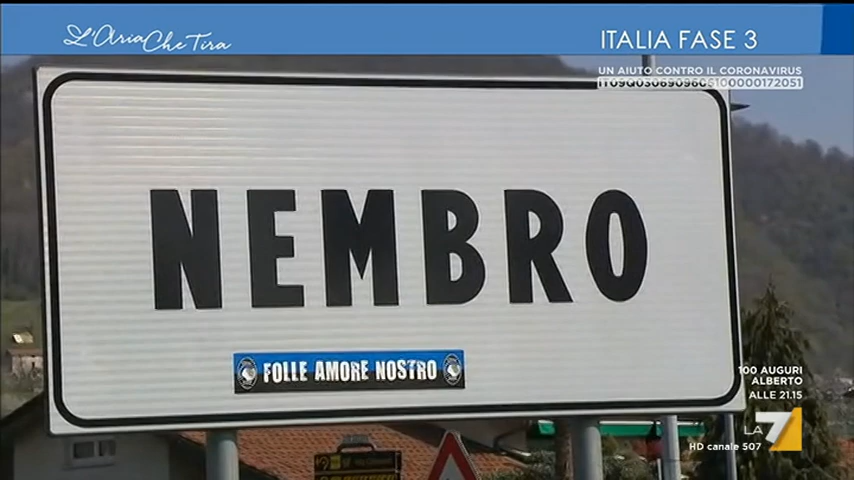 L'Aria Che Tira
ITALIA FASE 3
UN AIUTO CONTRO IL CORONAVIRUS
IT09Q0306909606100000172051
NEMBRO
FOLLE AMORE NOSTRO
100 AUGURI
ALBERTO
ALLE 21.15
LA 7
HD canale 507